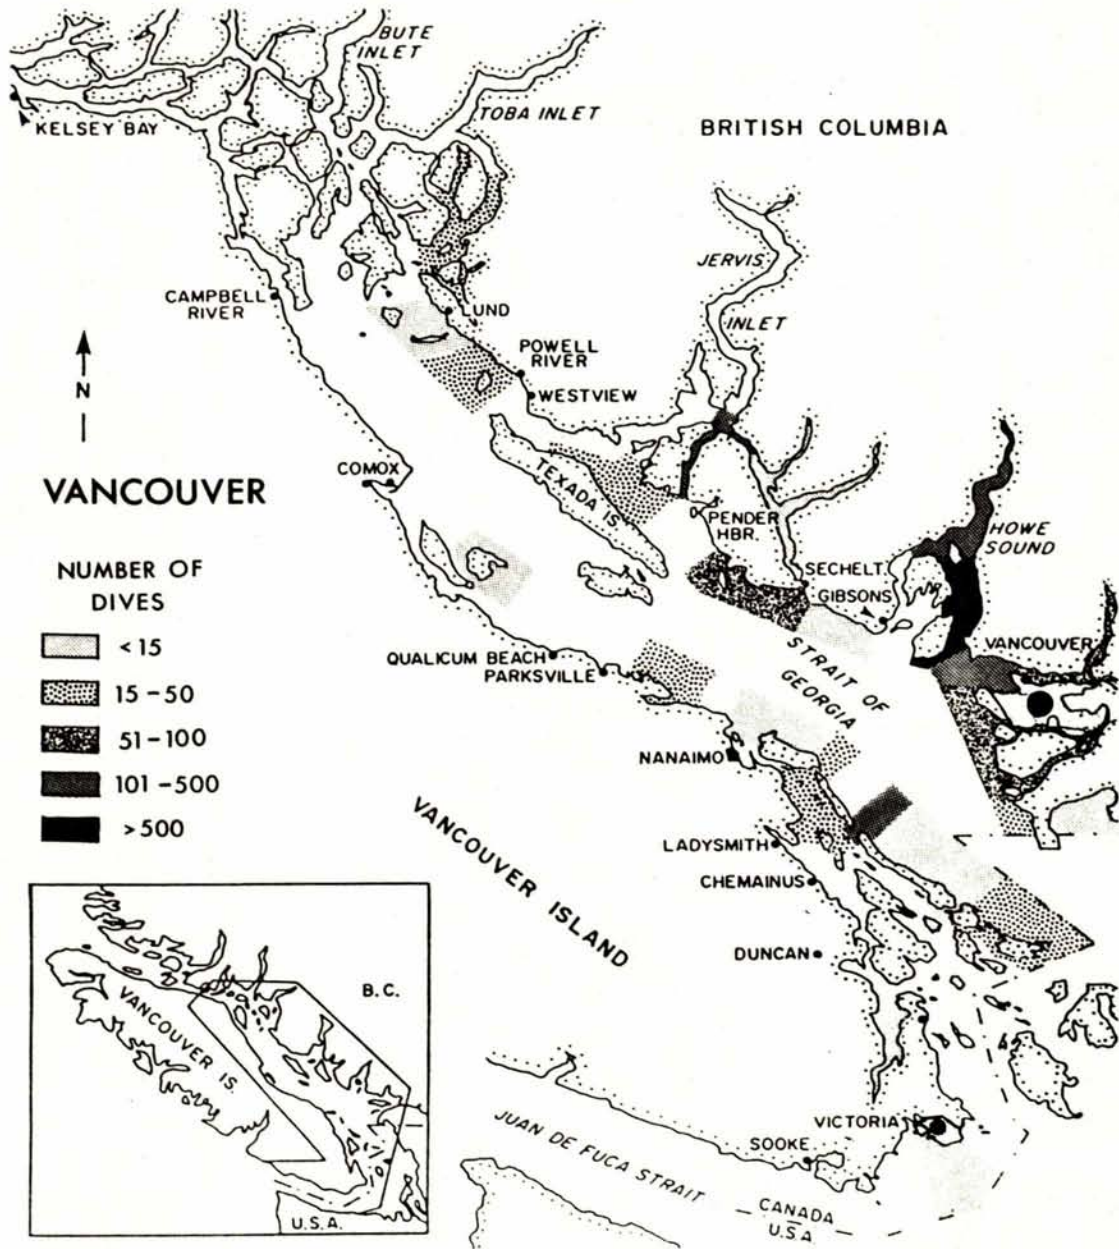 BUTE
INLET
TOBA INLET
KELSEY BAY
BRITISH COLUMBIA
JERVIS
INLET
CAMPBELL
RIVER
LUND
POWELL
RIVER
WESTVIEW
N
COMOX
TEXADA IS.
PENDER
HBR.
HOWE
SOUND
SECHELT.
GIBSONS
VANCOUVER
VANCOUVER
NUMBER OF
DIVES
< 15
15 - 50
51 - 100
101 - 500
> 500
QUALICUM BEACH
PARKSVILLE
STRAIT OF
GEORGIA
NANAIMO
LADYSMITH
CHEMAINUS
DUNCAN
VANCOUVER ISLAND
VICTORIA
SOOKE
JUAN DE FUCA STRAIT
CANADA
U.S.A.
B.C.
VANCOUVER IS.
U.S.A.